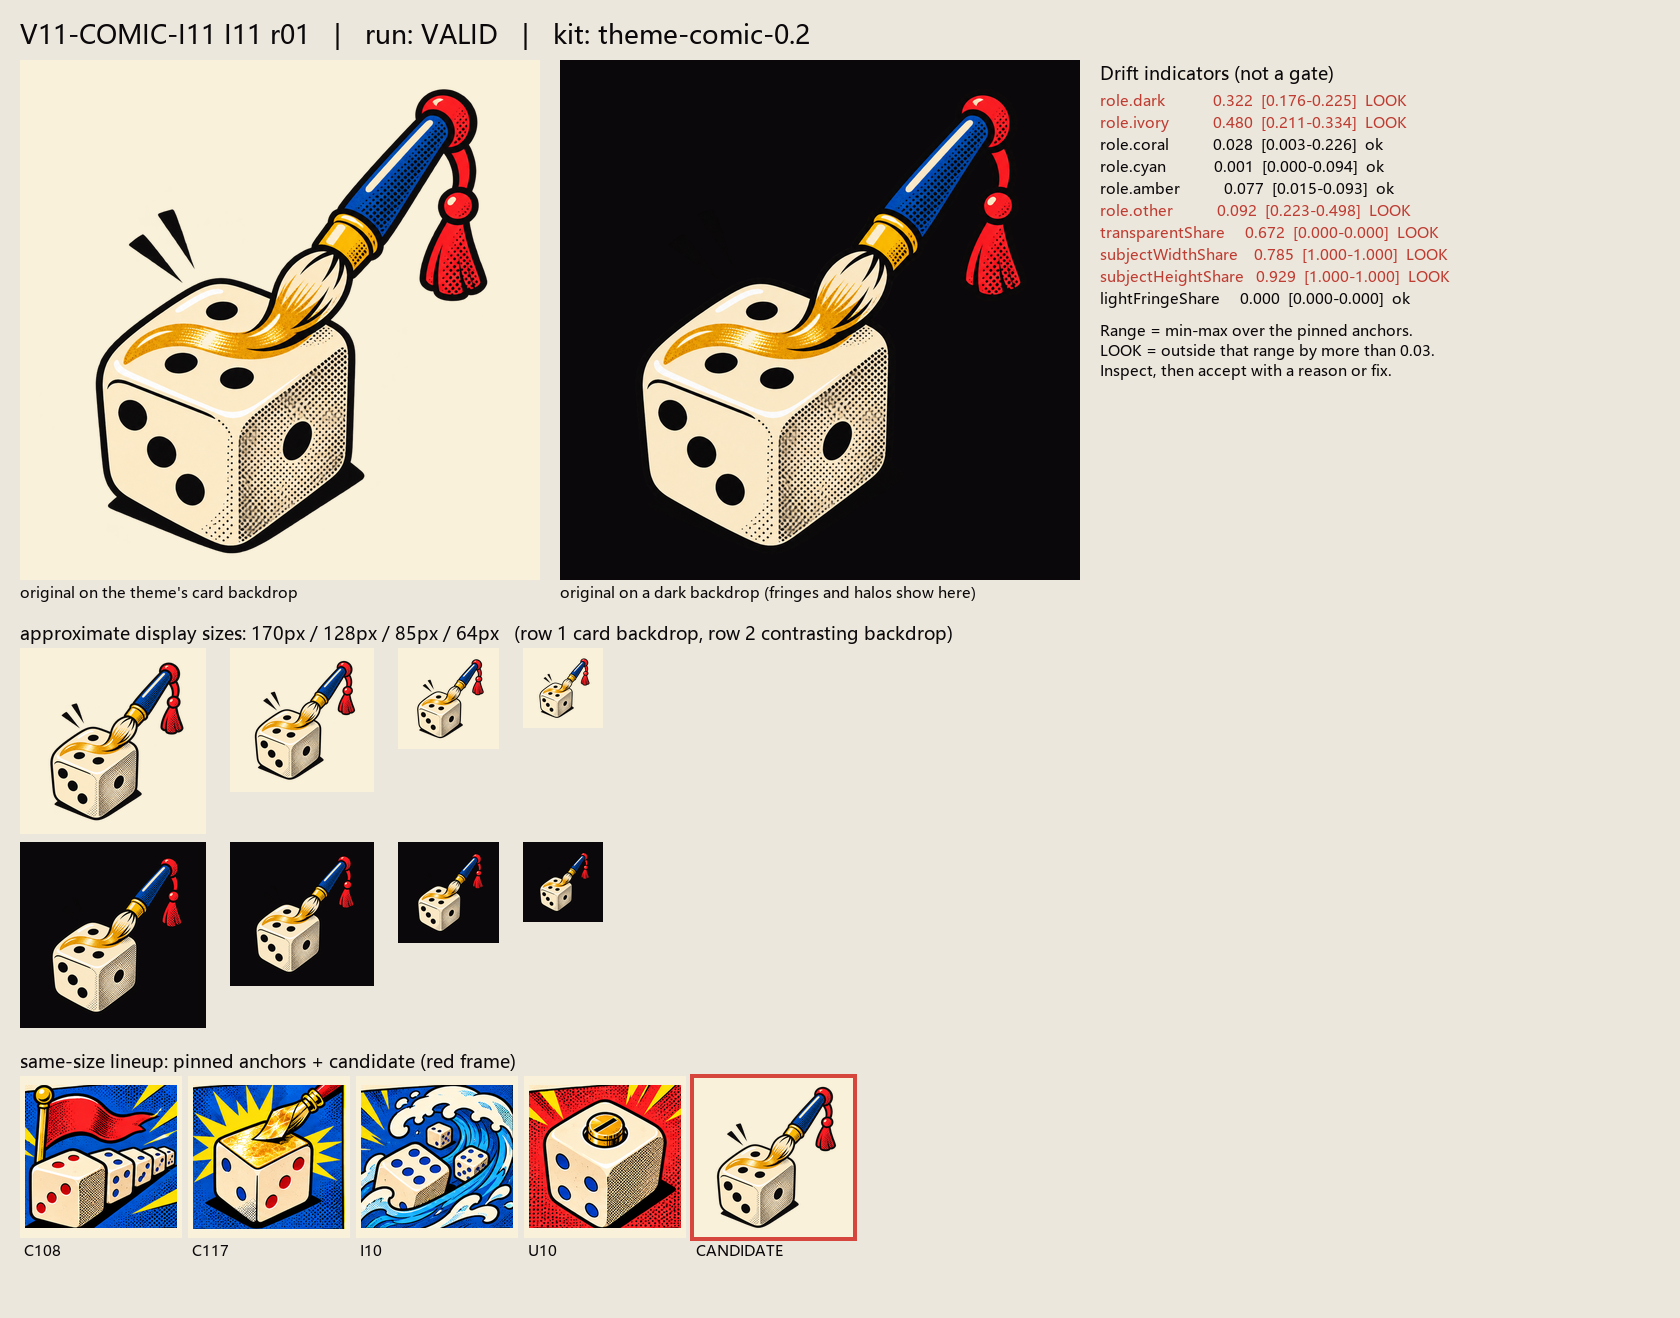 V11-COMIC-I11 I11 r01 | run: VALID | kit: theme-comic-0.2
Drift indicators (not a gate)
role.dark 0.322 [0.176-0.225] LOOK
role.ivory 0.480 [0.211-0.334] LOOK
role.coral 0.028 [0.003-0.226] ok
role.cyan 0.001 [0.000-0.094] ok
role.amber 0.077 [0.015-0.093] ok
role.other 0.092 [0.223-0.498] LOOK
transparentShare 0.672 [0.000-0.000] LOOK
subjectWidthShare 0.785 [1.000-1.000] LOOK
subjectHeightShare 0.929 [1.000-1.000] LOOK
lightFringeShare 0.000 [0.000-0.000] ok
Range = min-max over the pinned anchors.
LOOK = outside that range by more than 0.03.
Inspect, then accept with a reason or fix.
original on the theme's card backdrop
original on a dark backdrop (fringes and halos show here)
approximate display sizes: 170px / 128px / 85px / 64px (row 1 card backdrop, row 2 contrasting backdrop)
same-size lineup: pinned anchors + candidate (red frame)
C108
C117
I10
U10
CANDIDATE